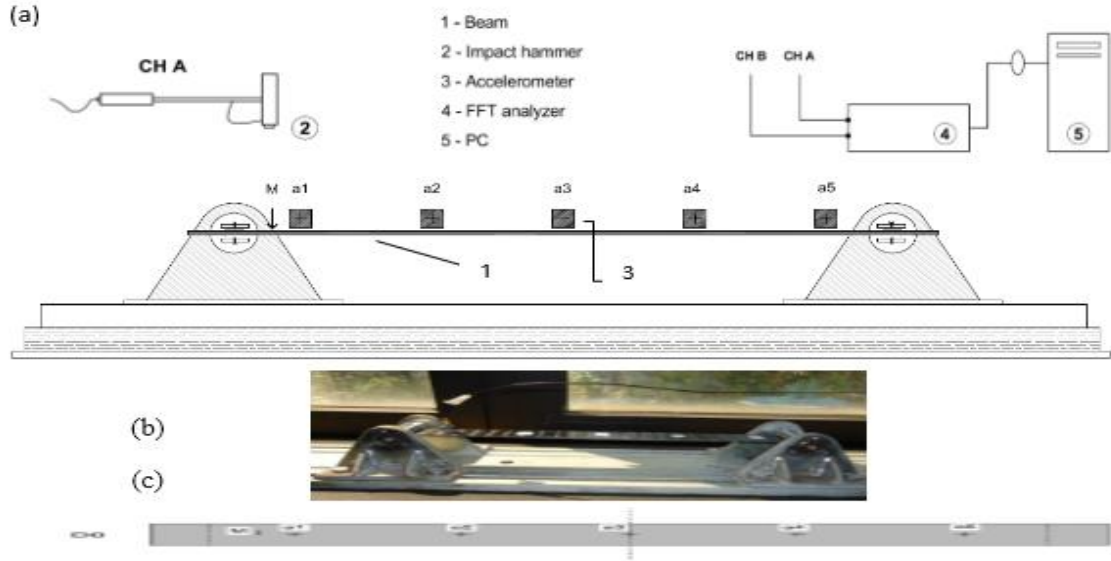 (a)
1 - Beam
2 - Impact hammer
3 - Accelerometer
4 - FFT analyzer
5 - PC
CH A
2
CH B CH A
4
5
M a1 a2 a3 a4 a5
1
3
(b)
(c)
a1